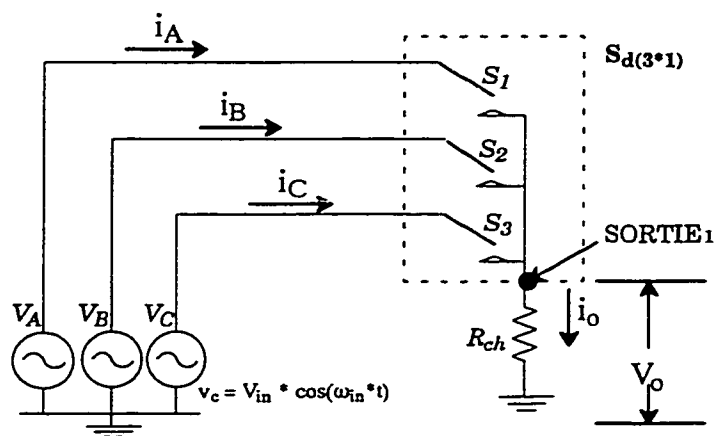 i_A
S_d(3*1)
S_1
i_B
S_2
i_C
S_3
SORTIE1
V_A V_B V_C
R_ch
i_o
V_o
v_c = V_in * cos(ω_in*t)